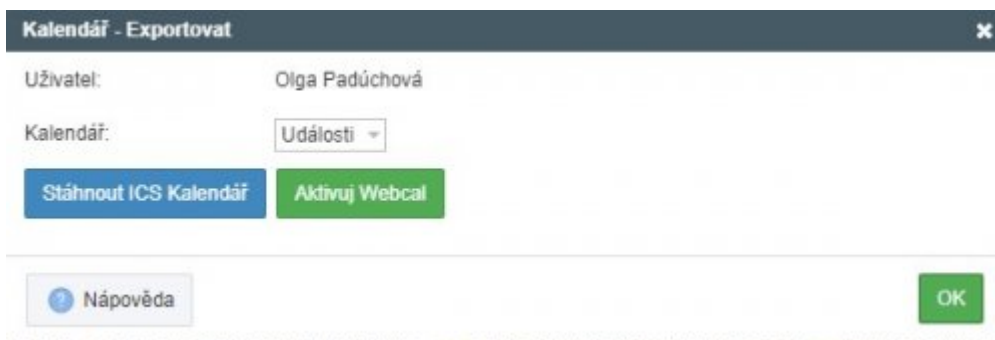 Kalendář - Exportovat
Uživatel: Olga Padúchová
Kalendář: Události
Stáhnout ICS Kalendář Aktivuj Webcal
Nápověda OK